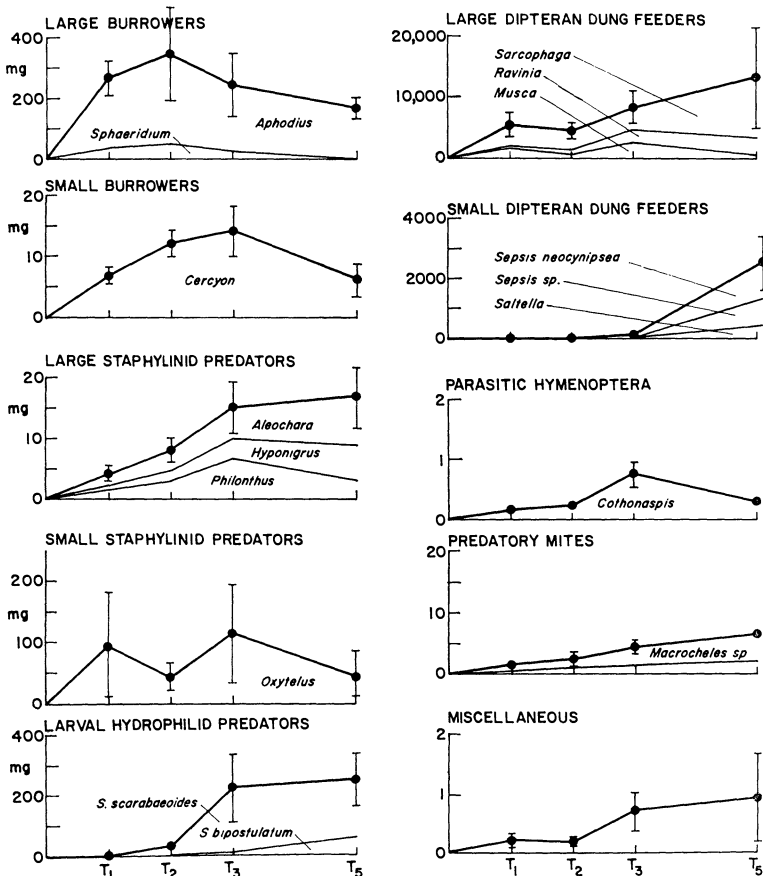 LARGE BURROWERS
400
mg
200
0
Aphodius
Sphaeridium
SMALL BURROWERS
20
mg
10
0
Cercyon
LARGE STAPHYLINID PREDATORS
20
mg
10
0
Aleochara
Hyponigrus
Philonthus
SMALL STAPHYLINID PREDATORS
200
mg
100
0
Oxytelus
LARVAL HYDROPHILID PREDATORS
400
mg
200
0
S. scarabaeoides
S bipostulatum
T1 T2 T3 T5
LARGE DIPTERAN DUNG FEEDERS
20,000
10,000
0
Sarcophaga
Ravinia
Musca
SMALL DIPTERAN DUNG FEEDERS
4000
2000
0
Sepsis neocynipsea
Sepsis sp.
Saltella
PARASITIC HYMENOPTERA
2
1
0
Cothonaspis
PREDATORY MITES
20
10
0
Macrocheles sp
MISCELLANEOUS
2
1
0
T1 T2 T3 T5